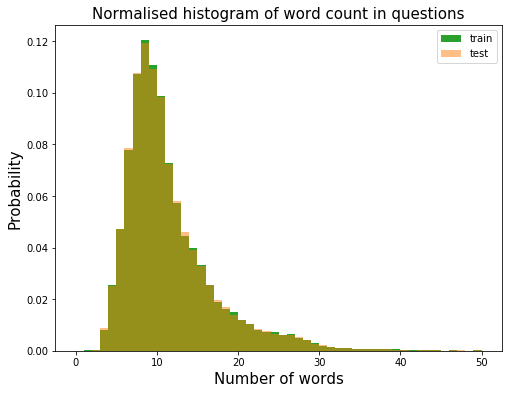 Normalised histogram of word count in questions
train
test
0.12
0.10
0.08
0.06
0.04
0.02
0.00
Probability
0 10 20 30 40 50
Number of words